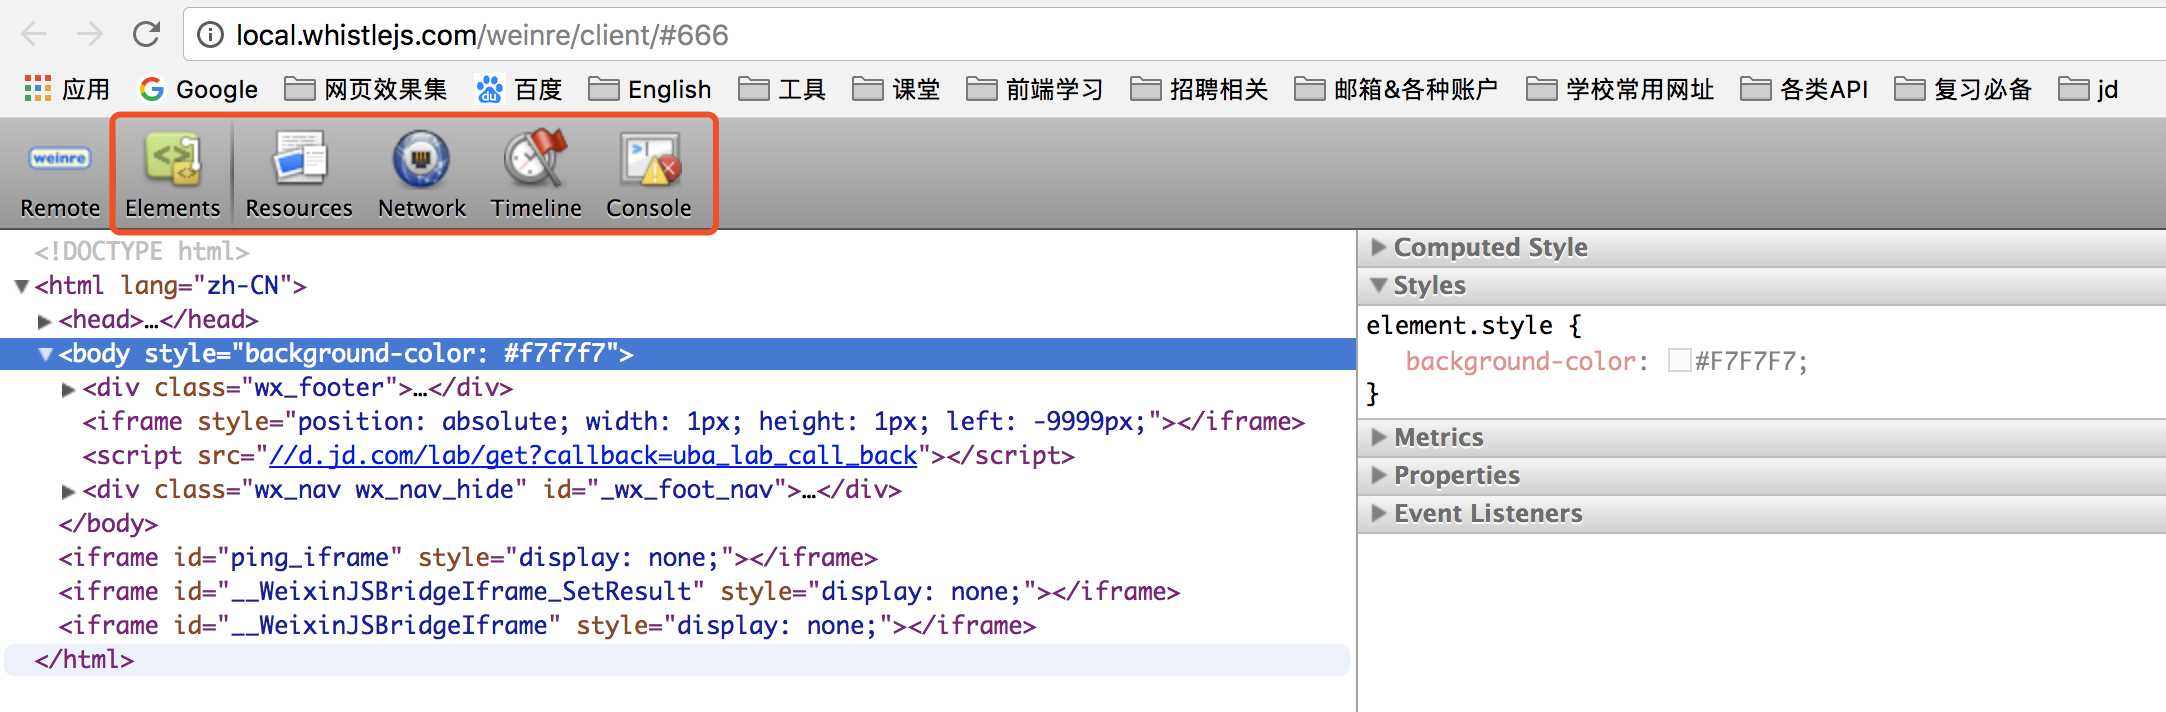 local.whistlejs.com/weinre/client/#666
应用 Google 网页效果集 du 百度 English 工具 课堂 前端学习 招聘相关 邮箱&各种账户 学校常用网址 各类API 复习必备 jd
weinre
Remote Elements Resources Network Timeline Console
<!DOCTYPE html>
<html lang="zh-CN">
<head>…</head>
<body style="background-color: #f7f7f7">
<div class="wx_footer">…</div>
<iframe style="position: absolute; width: 1px; height: 1px; left: -9999px;"></iframe>
<script src="//d.jd.com/lab/get?callback=uba_lab_call_back"></script>
<div class="wx_nav wx_nav_hide" id="_wx_foot_nav">…</div>
</body>
<iframe id="ping_iframe" style="display: none;"></iframe>
<iframe id="__WeixinJSBridgeIframe_SetResult" style="display: none;"></iframe>
<iframe id="__WeixinJSBridgeIframe" style="display: none;"></iframe>
</html>
Computed Style
Styles
element.style {
background-color: #F7F7F7;
}
Metrics
Properties
Event Listeners